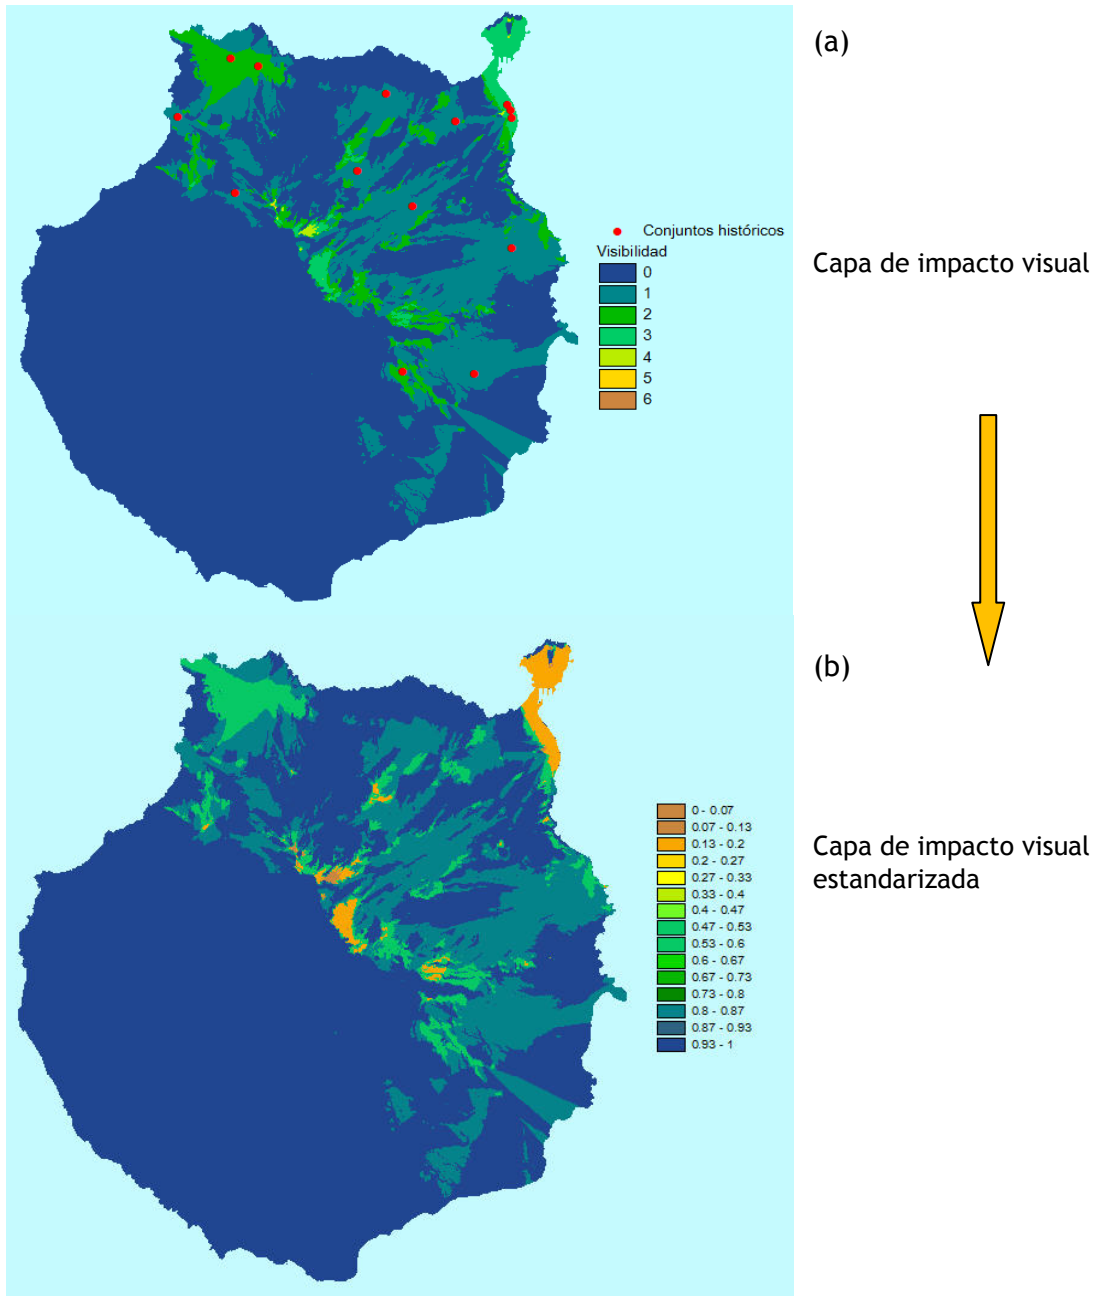 (a)
Capa de impacto visual
Conjuntos históricos
Visibilidad
0
1
2
3
4
5
6
(b)
Capa de impacto visual
estandarizada
0 - 0.07
0.07 - 0.13
0.13 - 0.2
0.2 - 0.27
0.27 - 0.33
0.33 - 0.4
0.4 - 0.47
0.47 - 0.53
0.53 - 0.6
0.6 - 0.67
0.67 - 0.73
0.73 - 0.8
0.8 - 0.87
0.87 - 0.93
0.93 - 1